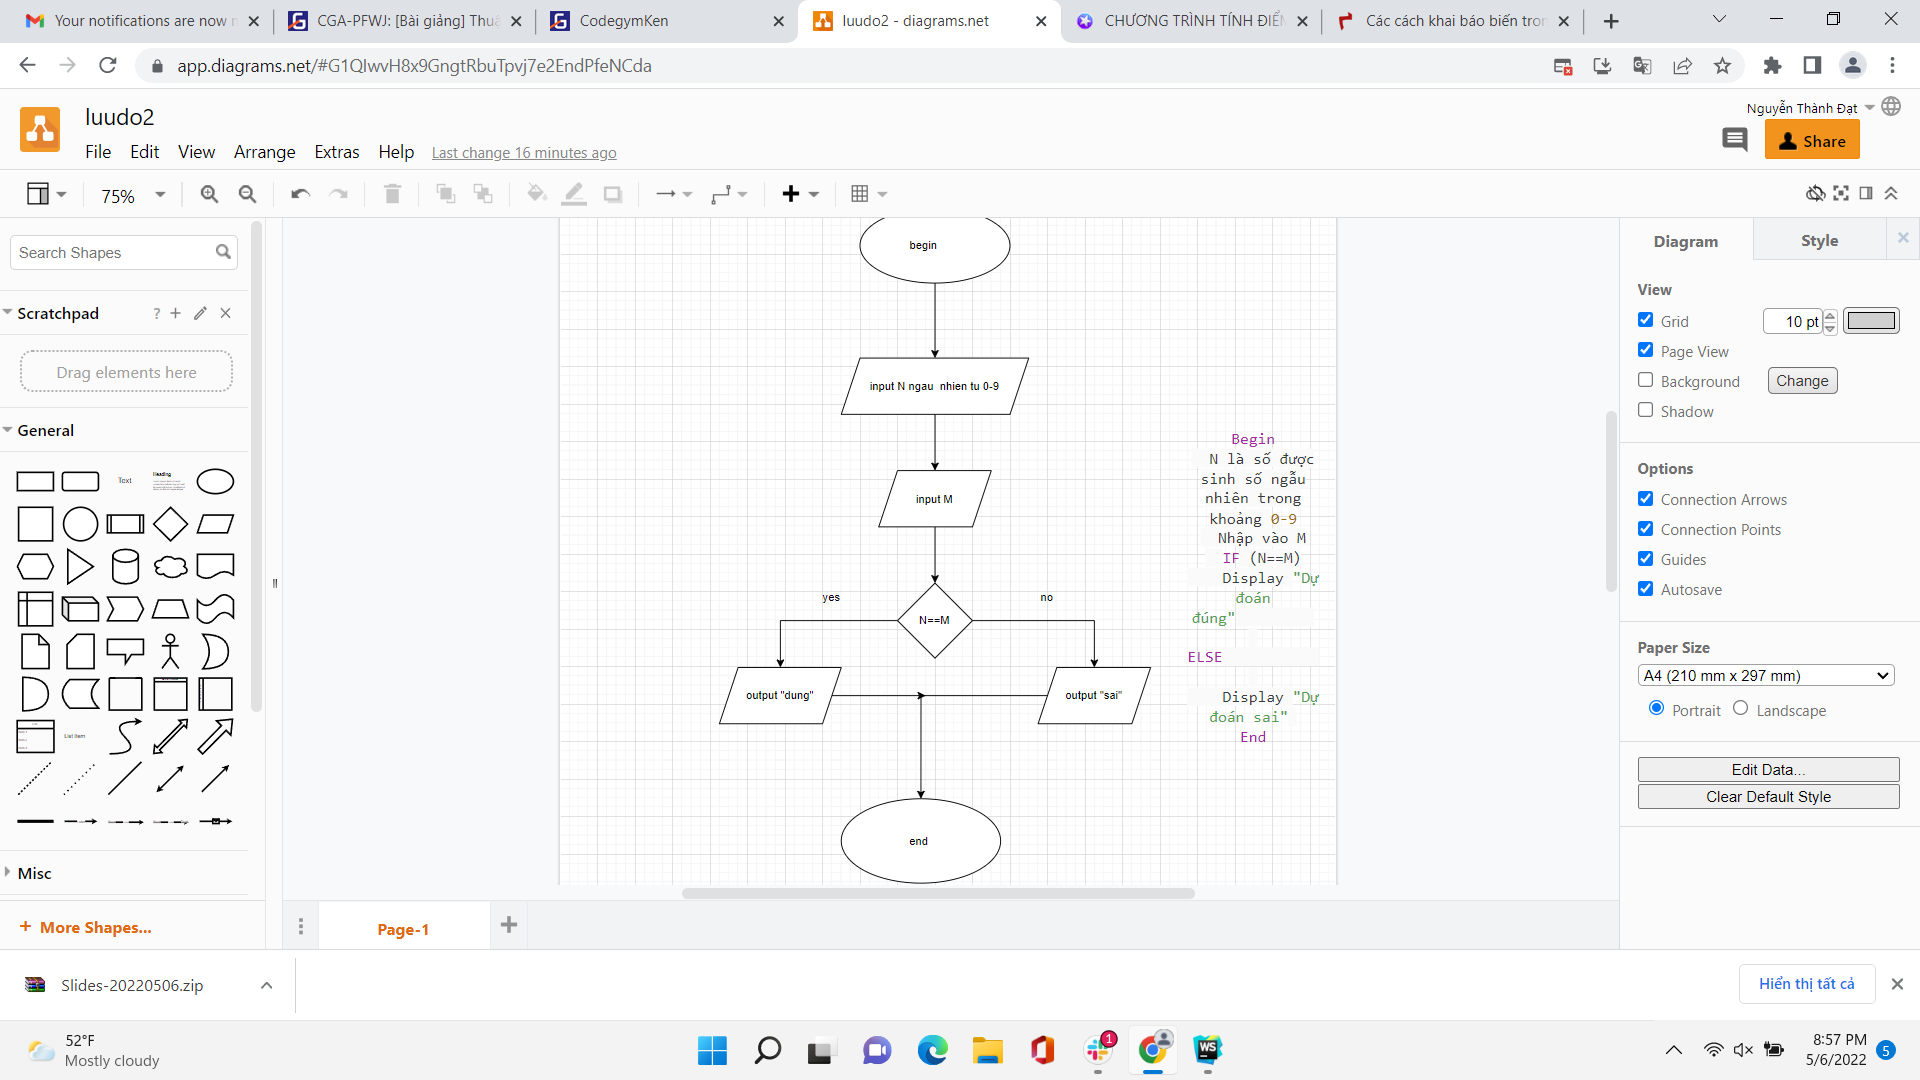 Your notifications are now n
CGA-PFWJ: [Bài giảng] Thuậ
CodegymKen
luudo2 - diagrams.net
CHƯƠNG TRÌNH TÍNH ĐIỂM
Các cách khai báo biến tron
app.diagrams.net/#G1QlwvH8x9GngtRbuTpvj7e2EndPfeNCda
luudo2
Nguyễn Thành Đạt
File Edit View Arrange Extras Help Last change 16 minutes ago
Share
75%
Search Shapes
Scratchpad
?
Drag elements here
General
Text
Heading
List Item
Misc
+ More Shapes...
begin
input N ngau nhien tu 0-9
input M
yes
no
N==M
output "dung"
output "sai"
end
Begin
N là số được
sinh số ngẫu
nhiên trong
khoảng 0-9
Nhập vào M
IF (N==M)
Display "Dự
đoán
đúng"
ELSE
Display "Dự
đoán sai"
End
Page-1
Diagram
Style
View
Grid
10 pt
Page View
Background
Change
Shadow
Options
Connection Arrows
Connection Points
Guides
Autosave
Paper Size
A4 (210 mm x 297 mm)
Portrait
Landscape
Edit Data...
Clear Default Style
Slides-20220506.zip
Hiển thị tất cả
52°F
Mostly cloudy
1
WS
8:57 PM
5/6/2022
5